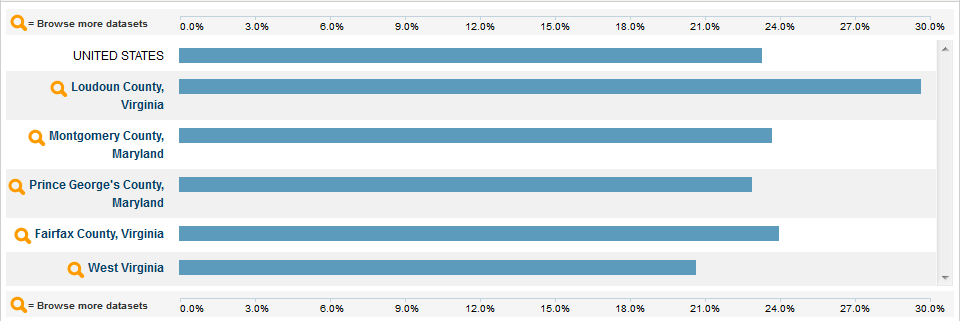 = Browse more datasets
0.0% 3.0% 6.0% 9.0% 12.0% 15.0% 18.0% 21.0% 24.0% 27.0% 30.0%
UNITED STATES
Loudoun County,
Virginia
Montgomery County,
Maryland
Prince George's County,
Maryland
Fairfax County, Virginia
West Virginia
= Browse more datasets
0.0% 3.0% 6.0% 9.0% 12.0% 15.0% 18.0% 21.0% 24.0% 27.0% 30.0%